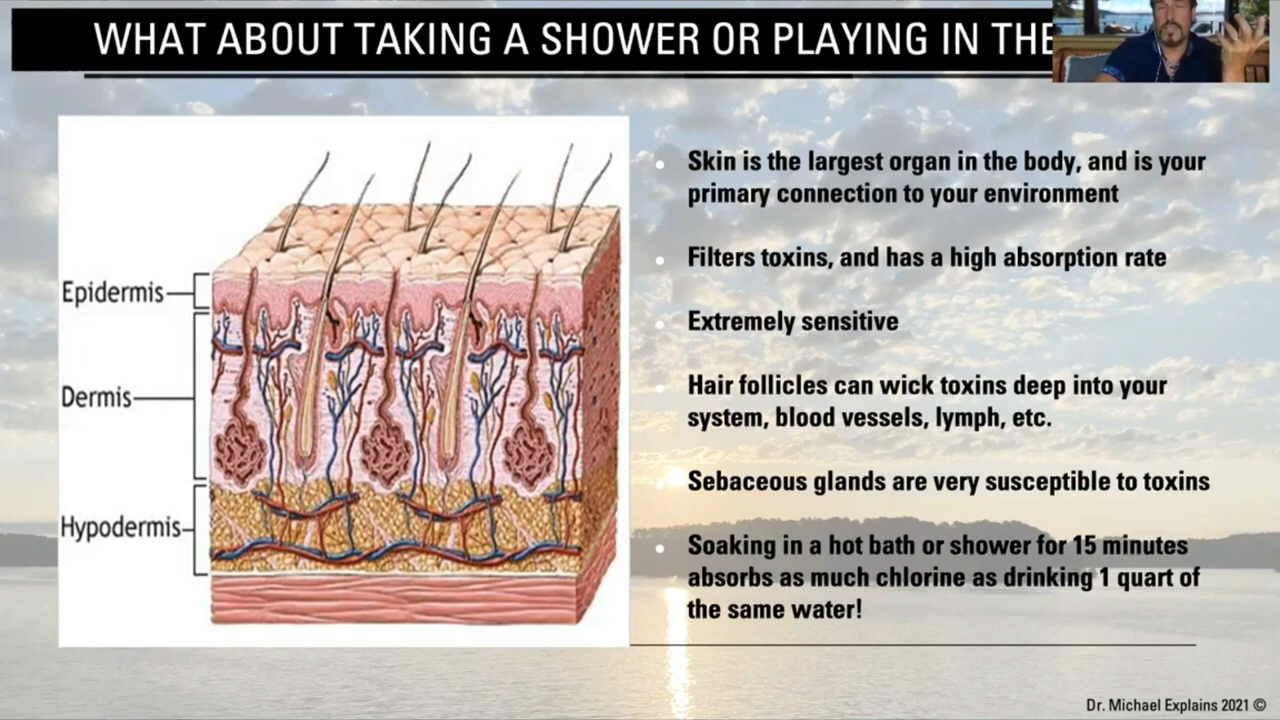 WHAT ABOUT TAKING A SHOWER OR PLAYING IN THE
Epidermis
Dermis
Hypodermis
Skin is the largest organ in the body, and is your
primary connection to your environment
Filters toxins, and has a high absorption rate
Extremely sensitive
Hair follicles can wick toxins deep into your
system, blood vessels, lymph, etc.
Sebaceous glands are very susceptible to toxins
Soaking in a hot bath or shower for 15 minutes
absorbs as much chlorine as drinking 1 quart of
the same water!
Dr. Michael Explains 2021 ©